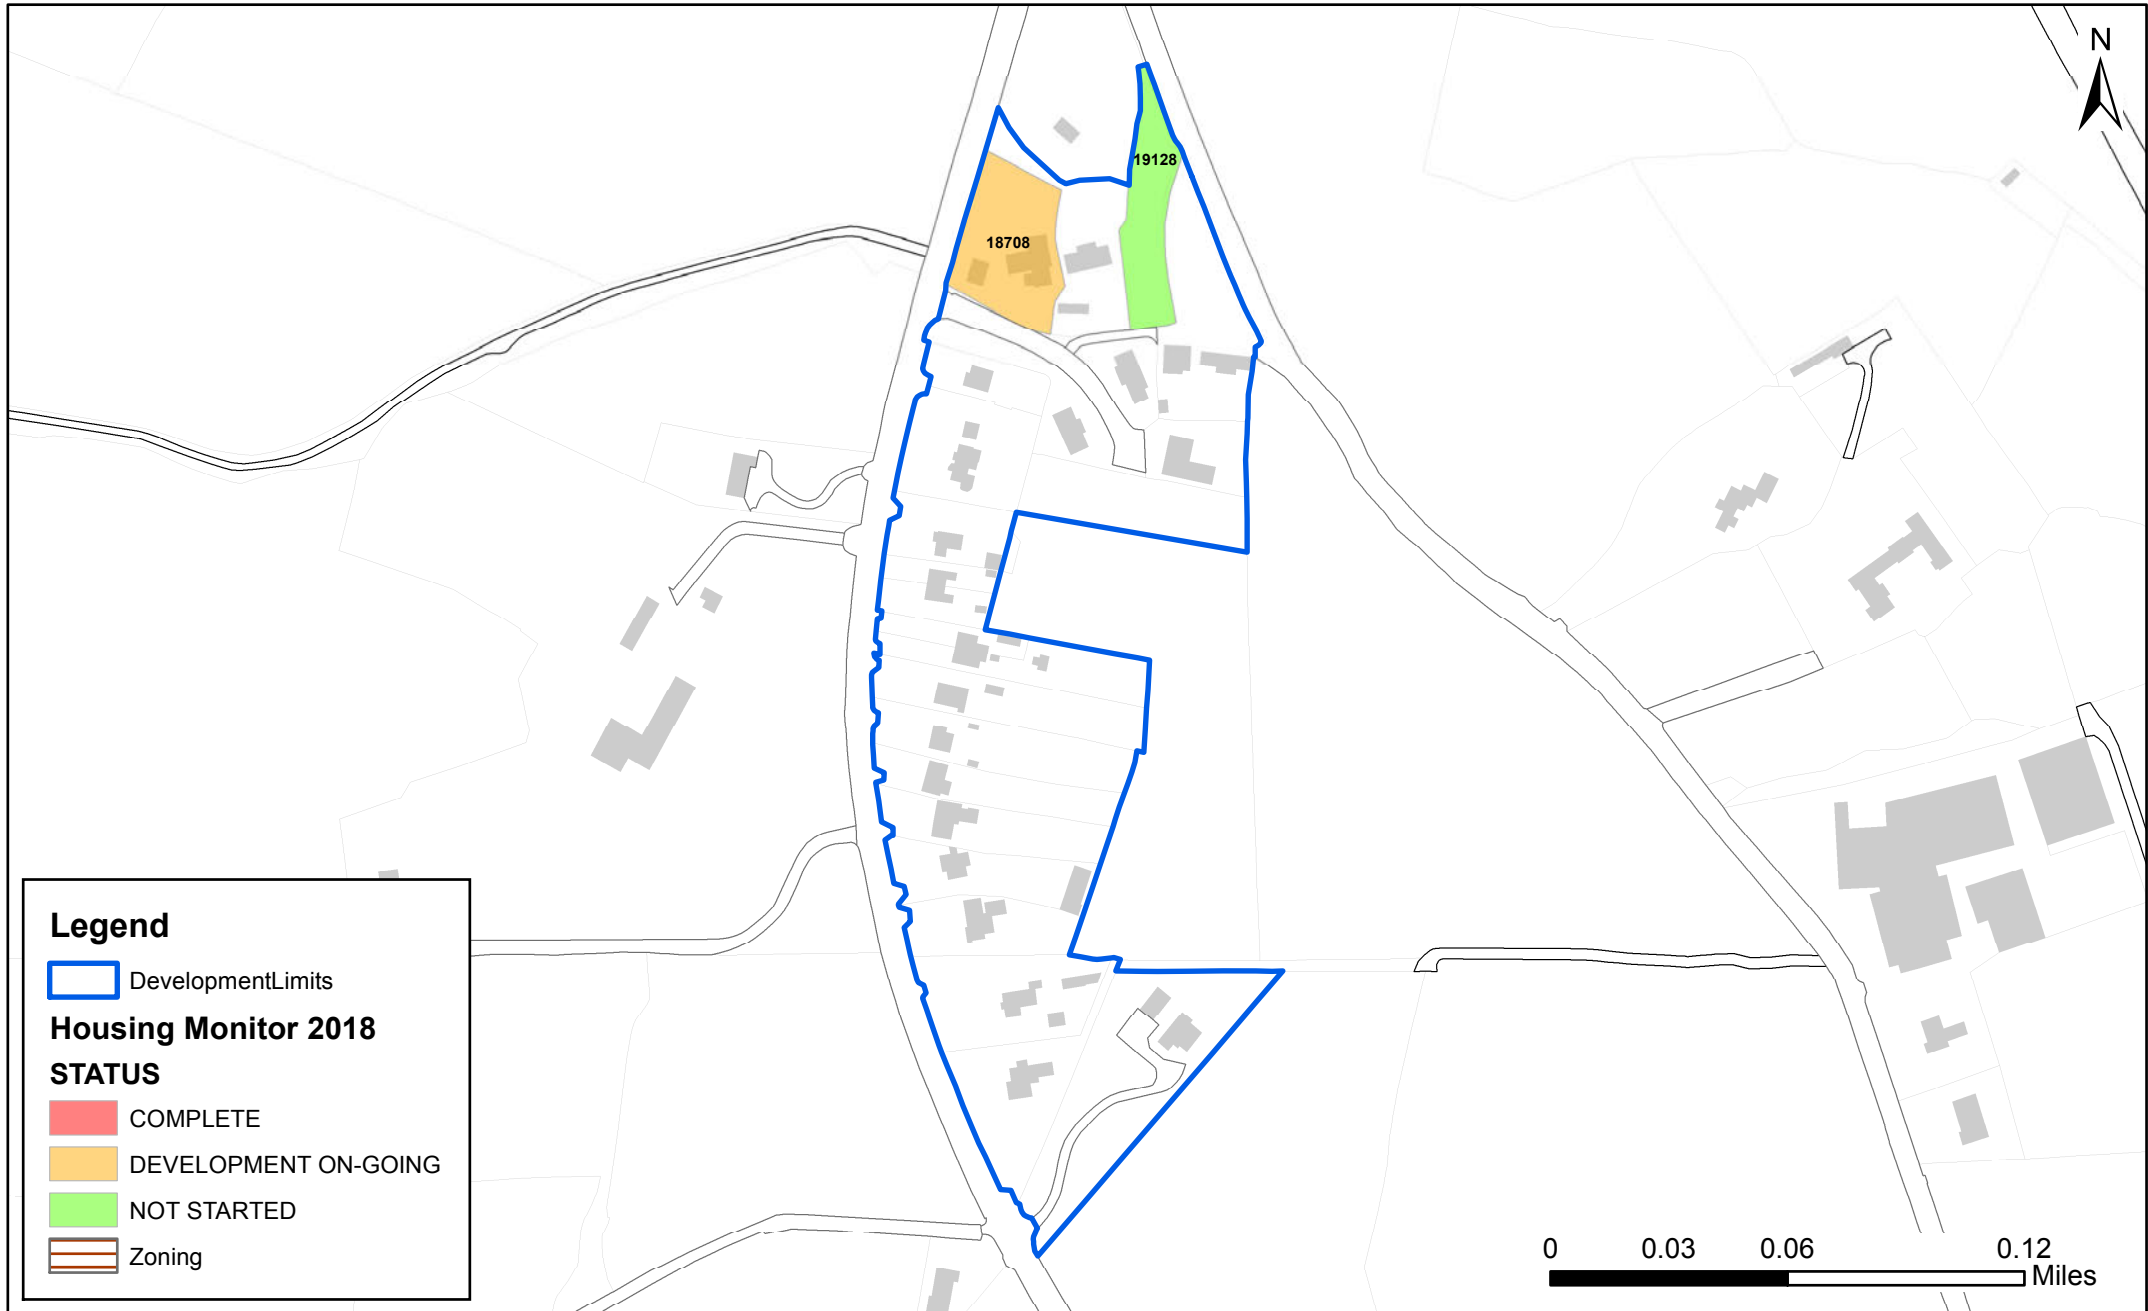 N
19128
18708
Legend
DevelopmentLimits
Housing Monitor 2018
STATUS
COMPLETE
DEVELOPMENT ON-GOING
NOT STARTED
Zoning
0 0.03 0.06 0.12
Miles